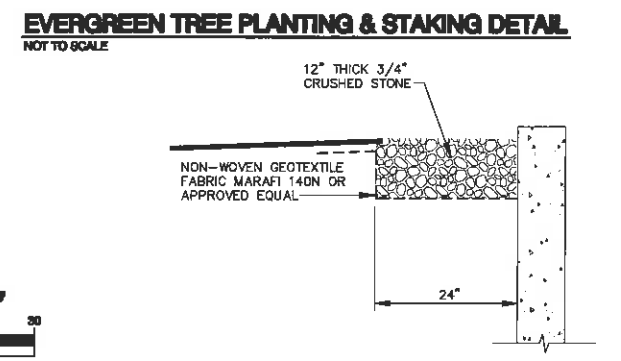 EVERGREEN TREE PLANTING & STAKING DETAIL
NOT TO SCALE
12" THICK 3/4"
CRUSHED STONE
NON-WOVEN GEOTEXTILE
FABRIC MARAFI 140N OR
APPROVED EQUAL
24"
30